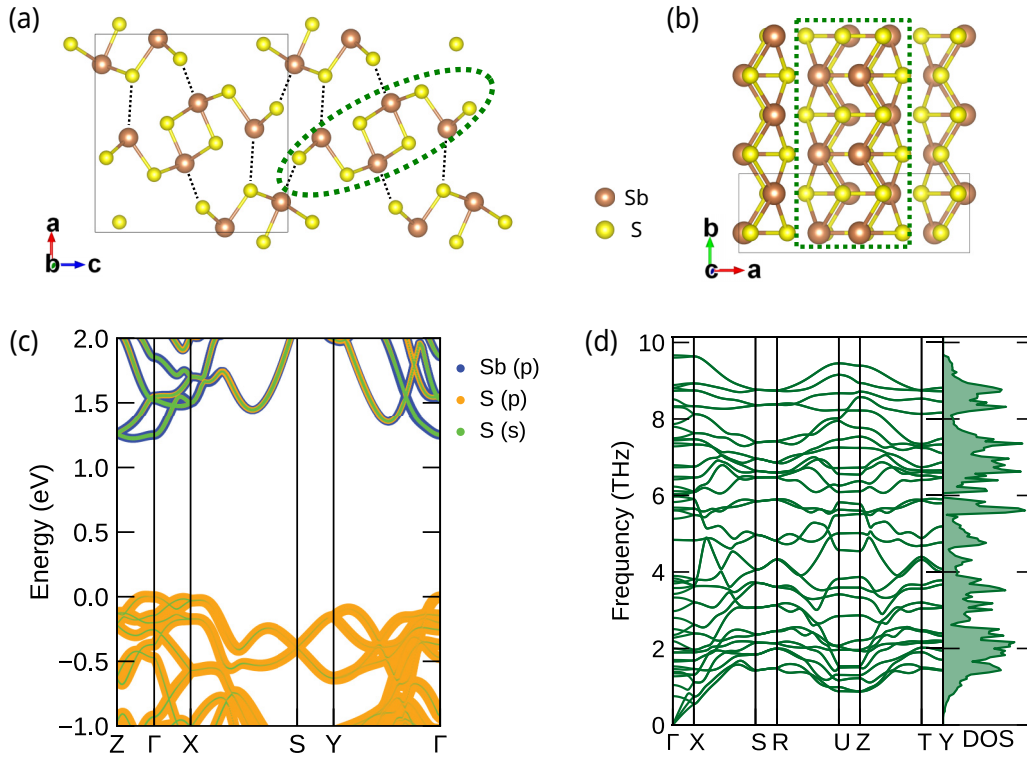 (a)
(b)
a
b
c
Sb
S
b
c
a
(c)
2.0
1.5
1.0
0.5
0.0
−0.5
−1.0
Energy (eV)
Z Γ X S Y Γ
Sb (p)
S (p)
S (s)
(d)
10
8
6
4
2
0
Frequency (THz)
Γ X S R U Z T Y DOS